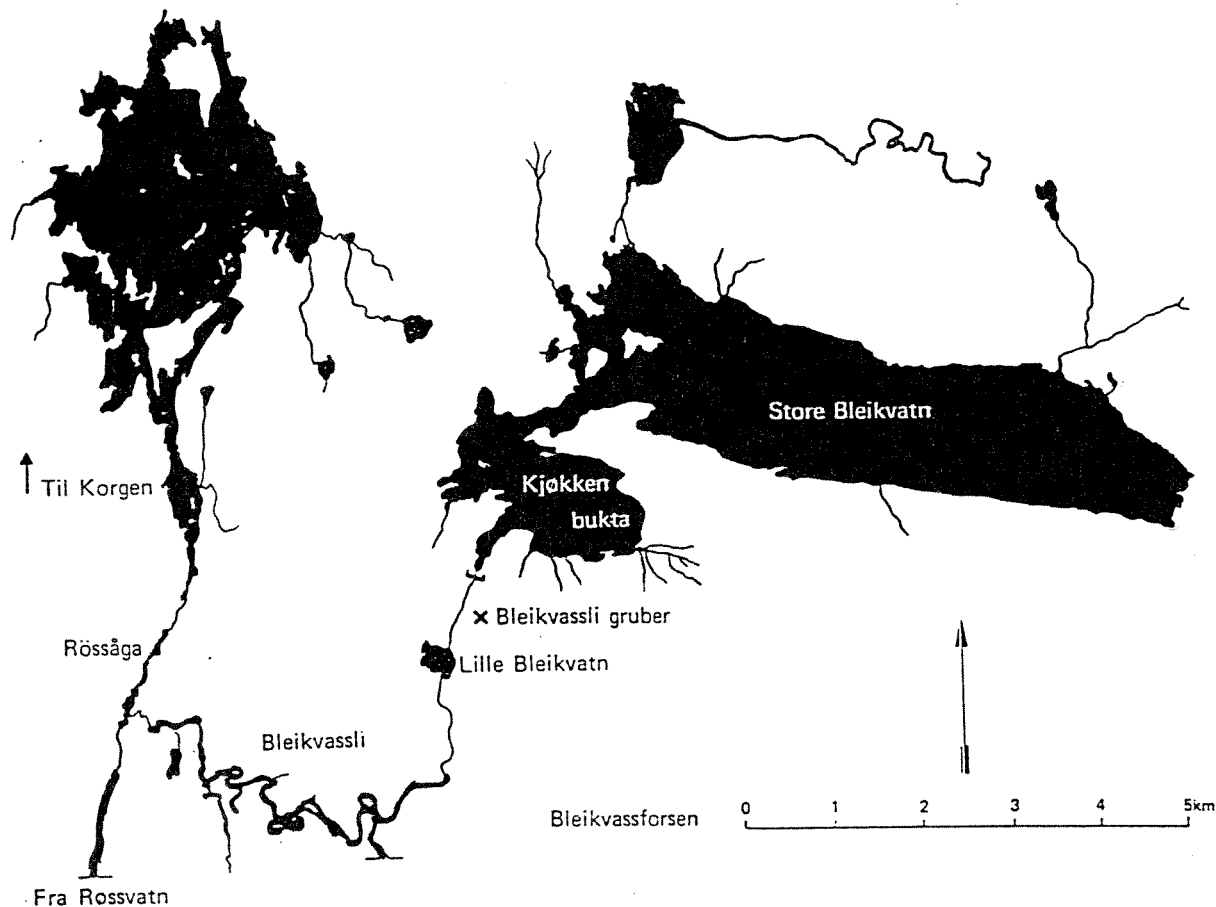 Store Bleikvatn
Kjøkken
bukta
Til Korgen
x Bleikvassli gruber
Rössåga
Lille Bleikvatn
Bleikvassli
Bleikvassforsen
0 1 2 3 4 5km
Fra Røssvatn